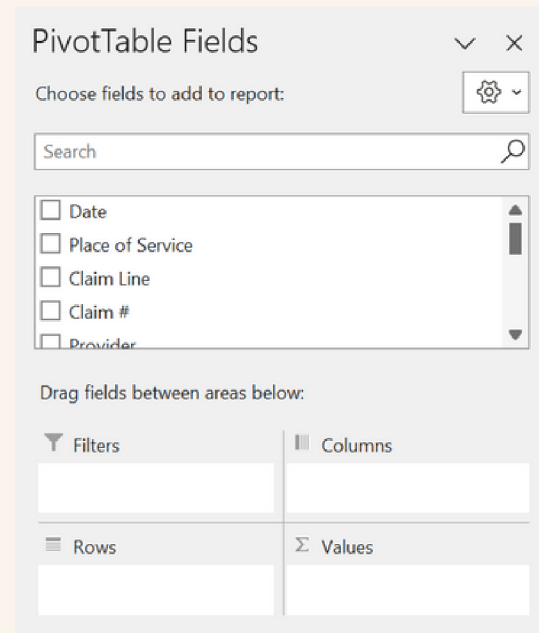 PivotTable Fields
Choose fields to add to report:
Search
Date
Place of Service
Claim Line
Claim #
Provider
Drag fields between areas below:
Filters
Columns
Rows
Σ Values